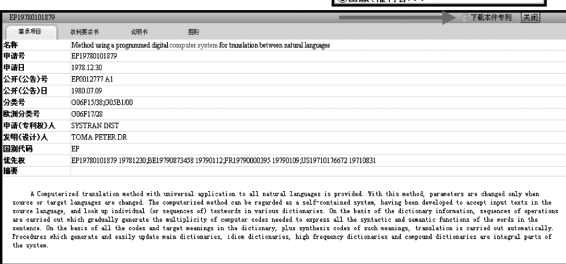 EP19780101879 下载本件专利 关闭
著录项目 权利要求书 说明书 图形
名称 Method using a programmed digital computer system for translation between natural languages
申请号 EP19780101879
申请日 1978.12.30
公开(公告)号 EP0012777 A1
公开(公告)日 1980.07.09
分类号 G06F15/38;G05B1/00
欧洲分类号 G06F17/28
申请(专利权)人 SYSTRAN INST
发明(设计)人 TOMA PETER DR
国别代码 EP
优先权 EP19780101879 19781230;BE19790873458 19790112;FR19790000395 19790109;US19710176672 19710831
摘要
A Computerized translation method with universal application to all natural languages is provided. With this method, parameters are changed only when
source or target languages are changed. The computerized method can be regarded as a self-contained system, having been developed to accept input texts in the
source language, and look up individual (or sequences of) textwords in various dictionaries. On the basis of the dictionary information, sequences of operations
are carried out which gradually generate the multiplicity of computer codes needed to express all the syntactic and semantic functions of the words in the
sentence. On the basis of all the codes and target meanings in the dictionary, plus synthesis codes of such meanings, translation is carried out automatically.
Procedures which generate and easily update main dictionaries, idiom dictionaries, high frequency dictionaries and compound dictionaries are integral parts of
the system.